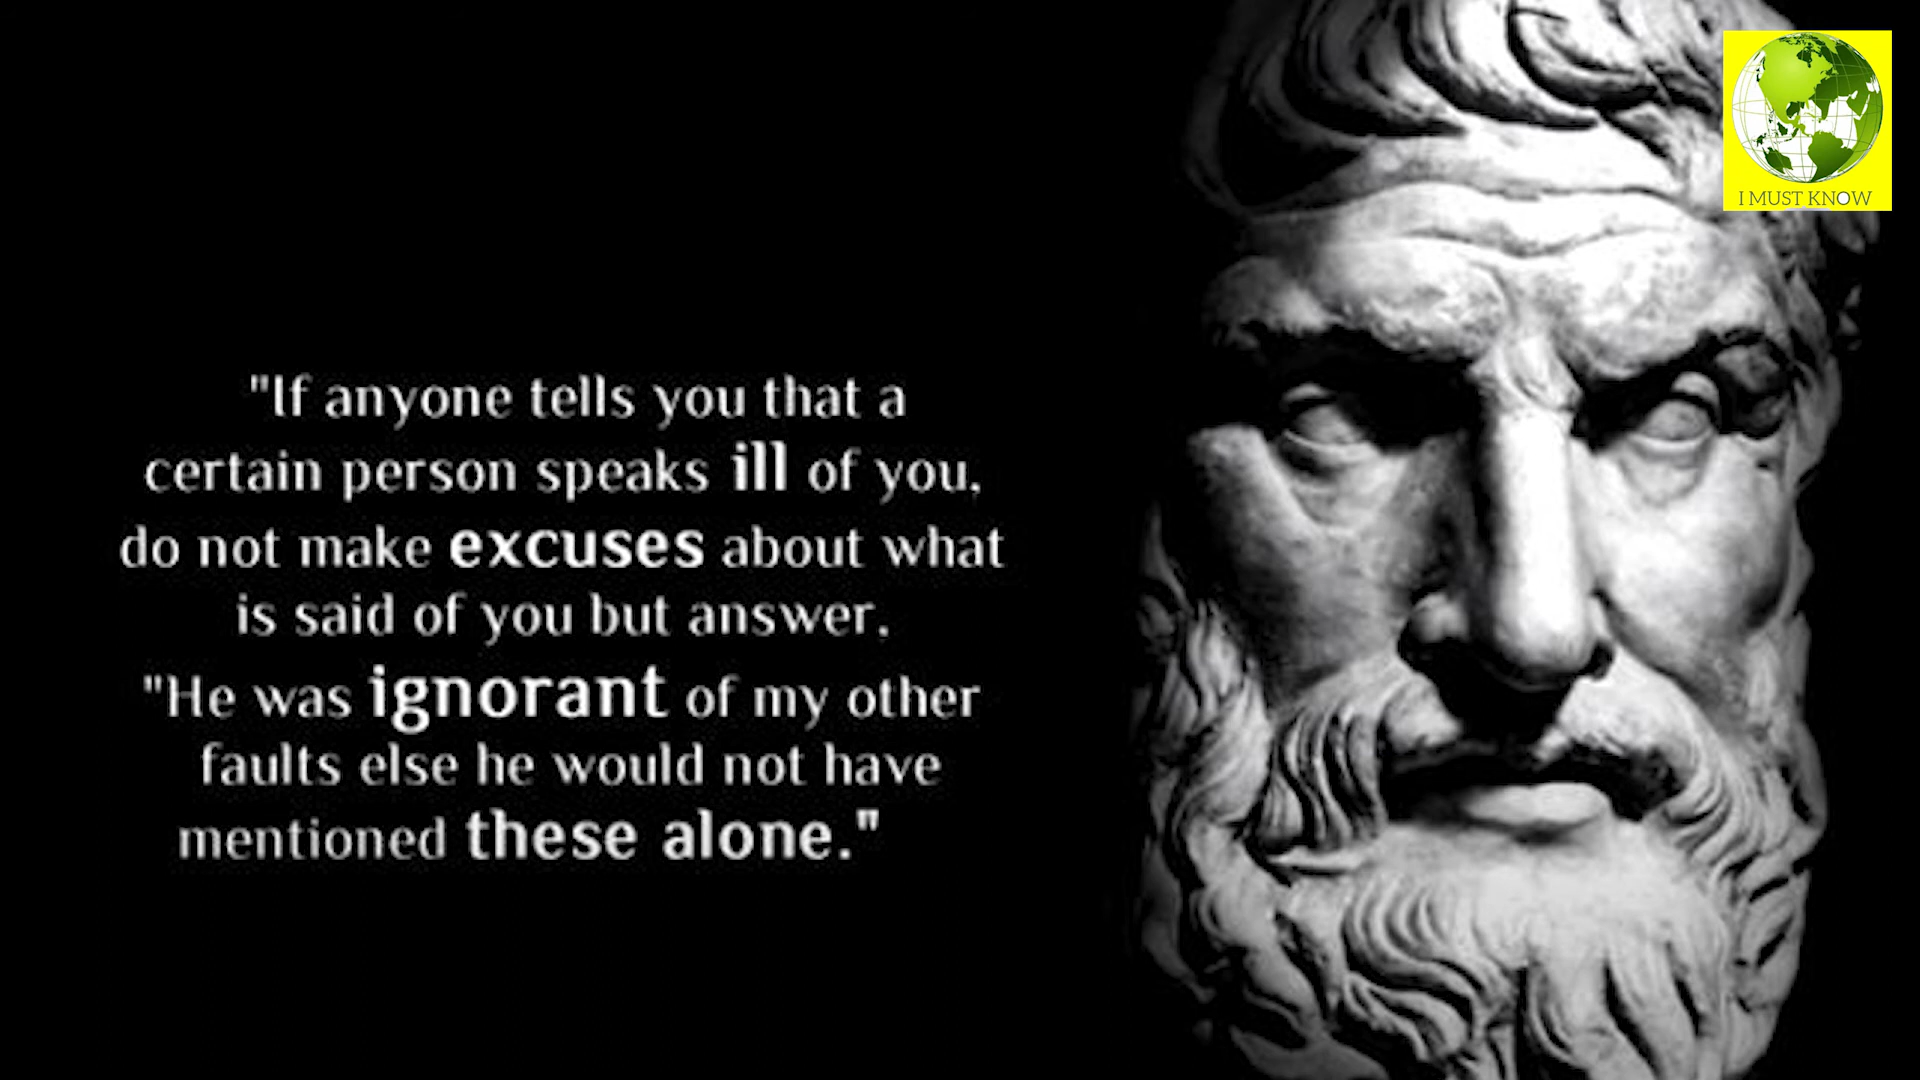 "If anyone tells you that a
certain person speaks ill of you,
do not make excuses about what
is said of you but answer,
"He was ignorant of my other
faults else he would not have
mentioned these alone."
I MUST KNOW